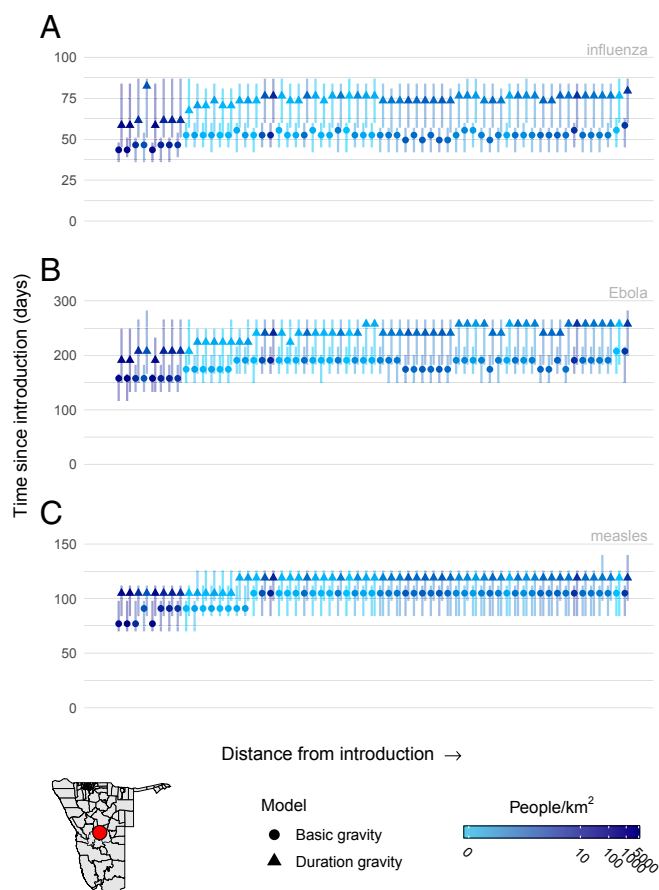 A
influenza
100
75
50
25
0
B
Ebola
300
200
100
0
Time since introduction (days)
C
measles
150
100
50
0
Distance from introduction →
Model
Basic gravity
Duration gravity
People/km²
0
10
100
1000
5000